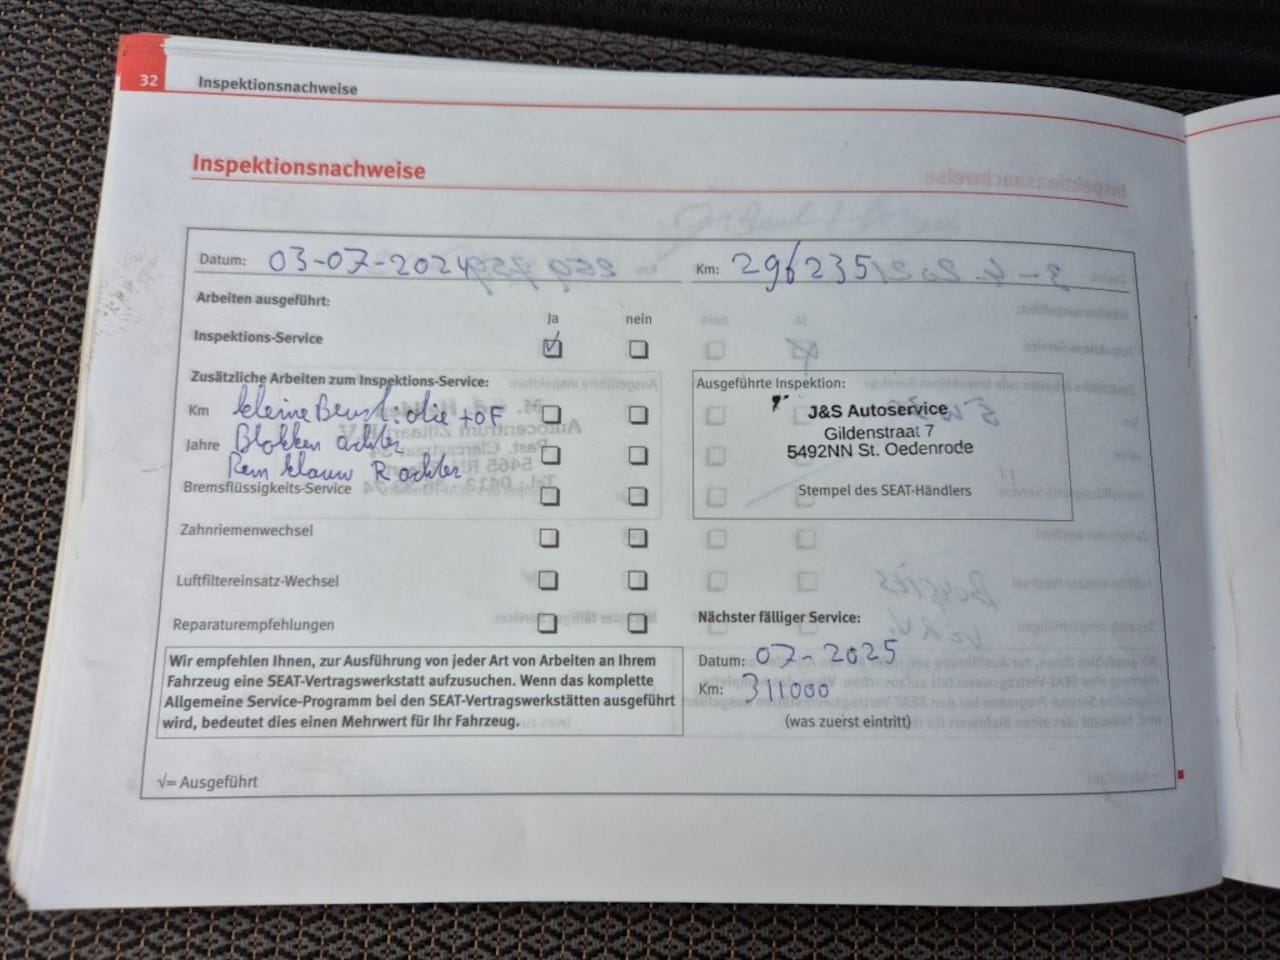 32 Inspektionsnachweise
Inspektionsnachweise
Datum: 03-07-2024 Km: 296235
Arbeiten ausgeführt:
Ja nein
Inspektions-Service
Zusätzliche Arbeiten zum Inspektions-Service:
Km kleine Beurt: olie + oF
Jahre Blokken achter
Rem klauw R achter
Bremsflüssigkeits-Service
Zahnriemenwechsel
Luftfiltereinsatz-Wechsel
Reparaturempfehlungen
Ausgeführte Inspektion:
J&S Autoservice
Gildenstraat 7
5492NN St. Oedenrode
Stempel des SEAT-Händlers
Nächster fälliger Service:
Datum: 07-2025
Km: 311000
(was zuerst eintritt)
Wir empfehlen Ihnen, zur Ausführung von jeder Art von Arbeiten an Ihrem
Fahrzeug eine SEAT-Vertragswerkstatt aufzusuchen. Wenn das komplette
Allgemeine Service-Programm bei den SEAT-Vertragswerkstätten ausgeführt
wird, bedeutet dies einen Mehrwert für Ihr Fahrzeug.
√= Ausgeführt